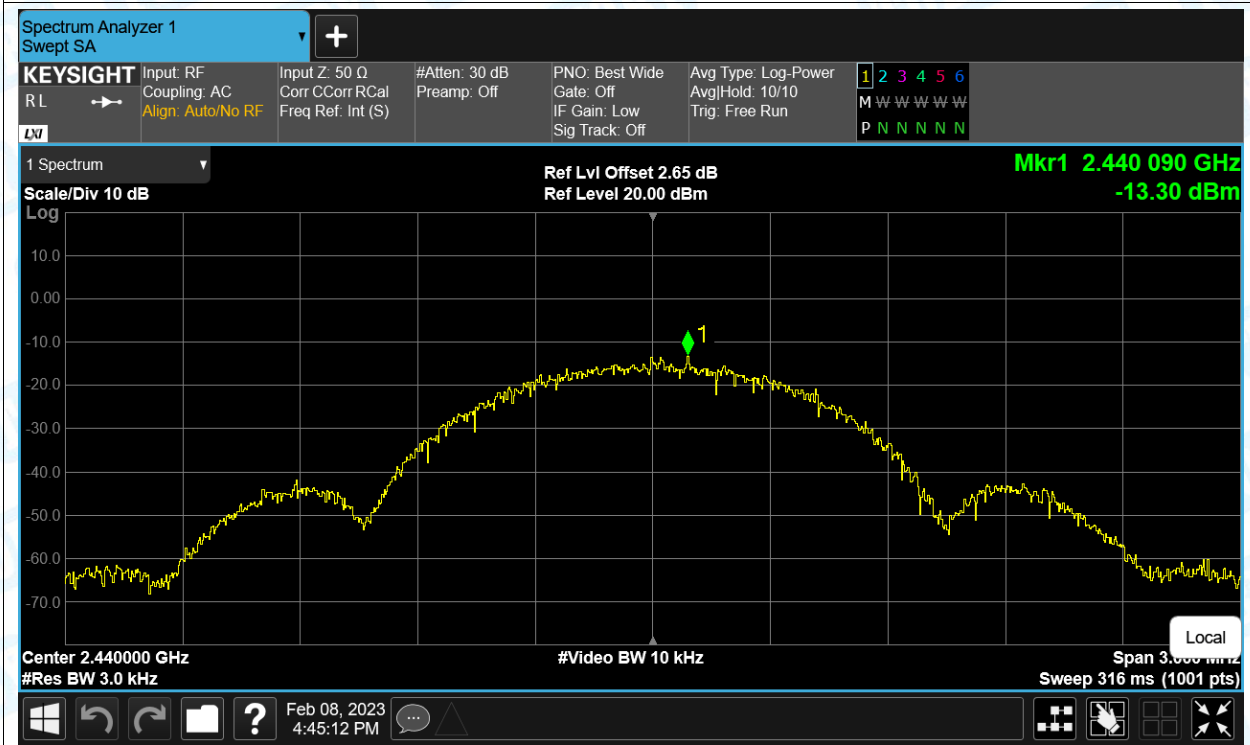 Spectrum Analyzer 1
Swept SA
KEYSIGHT
R L
LXI
Input: RF
Coupling: AC
Align: Auto/No RF
Input Z: 50 Ω
Corr CCorr RCal
Freq Ref: Int (S)
#Atten: 30 dB
Preamp: Off
PNO: Best Wide
Gate: Off
IF Gain: Low
Sig Track: Off
Avg Type: Log-Power
Avg|Hold: 10/10
Trig: Free Run
1 2 3 4 5 6
M W W W W W
P N N N N N
1 Spectrum
Scale/Div 10 dB
Log
Ref Lvl Offset 2.65 dB
Ref Level 20.00 dBm
Mkr1 2.440 090 GHz
-13.30 dBm
10.0
0.00
-10.0
-20.0
-30.0
-40.0
-50.0
-60.0
-70.0
1
Local
Center 2.440000 GHz
#Res BW 3.0 kHz
#Video BW 10 kHz
Span
Sweep 316 ms (1001 pts)
?
Feb 08, 2023
4:45:12 PM